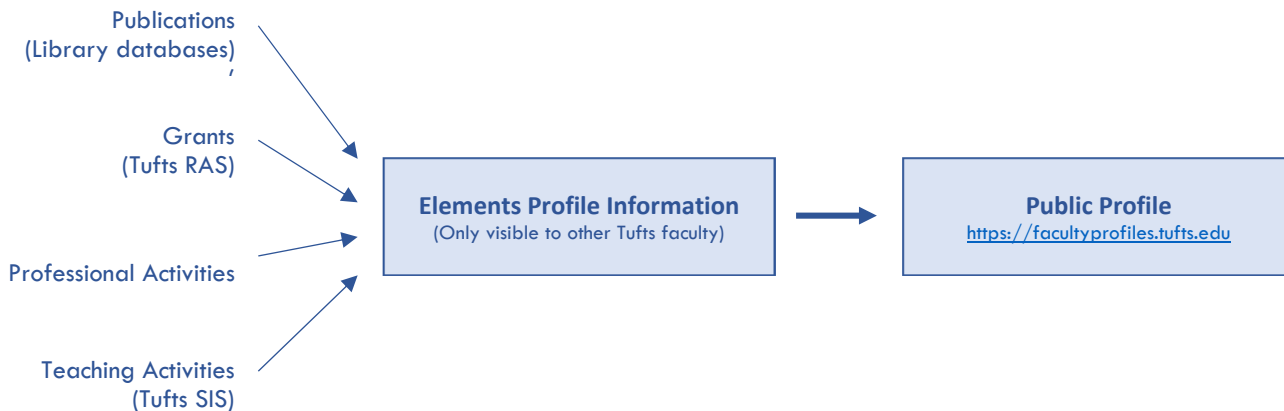 Publications
(Library databases)
,
Grants
(Tufts RAS)
Professional Activities
Teaching Activities
(Tufts SIS)
Elements Profile Information
(Only visible to other Tufts faculty)
Public Profile
https://facultyprofiles.tufts.edu